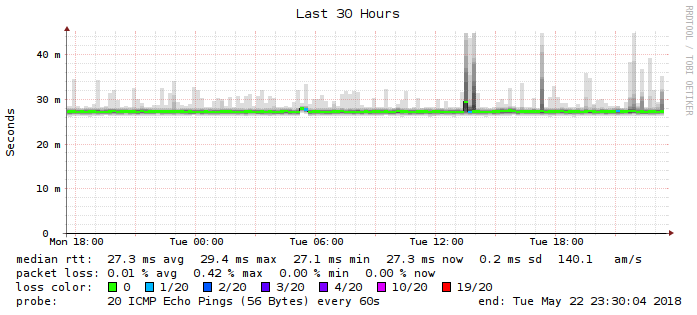 Last 30 Hours
RRDTOOL / TOBI OETIKER
Seconds
40 m
30 m
20 m
10 m
0
Mon 18:00 Tue 00:00 Tue 06:00 Tue 12:00 Tue 18:00
median rtt: 27.3 ms avg 29.4 ms max 27.1 ms min 27.3 ms now 0.2 ms sd 140.1 am/s
packet loss: 0.01 % avg 0.42 % max 0.00 % min 0.00 % now
loss color: 0 1/20 2/20 3/20 4/20 10/20 19/20
probe: 20 ICMP Echo Pings (56 Bytes) every 60s end: Tue May 22 23:30:04 2018